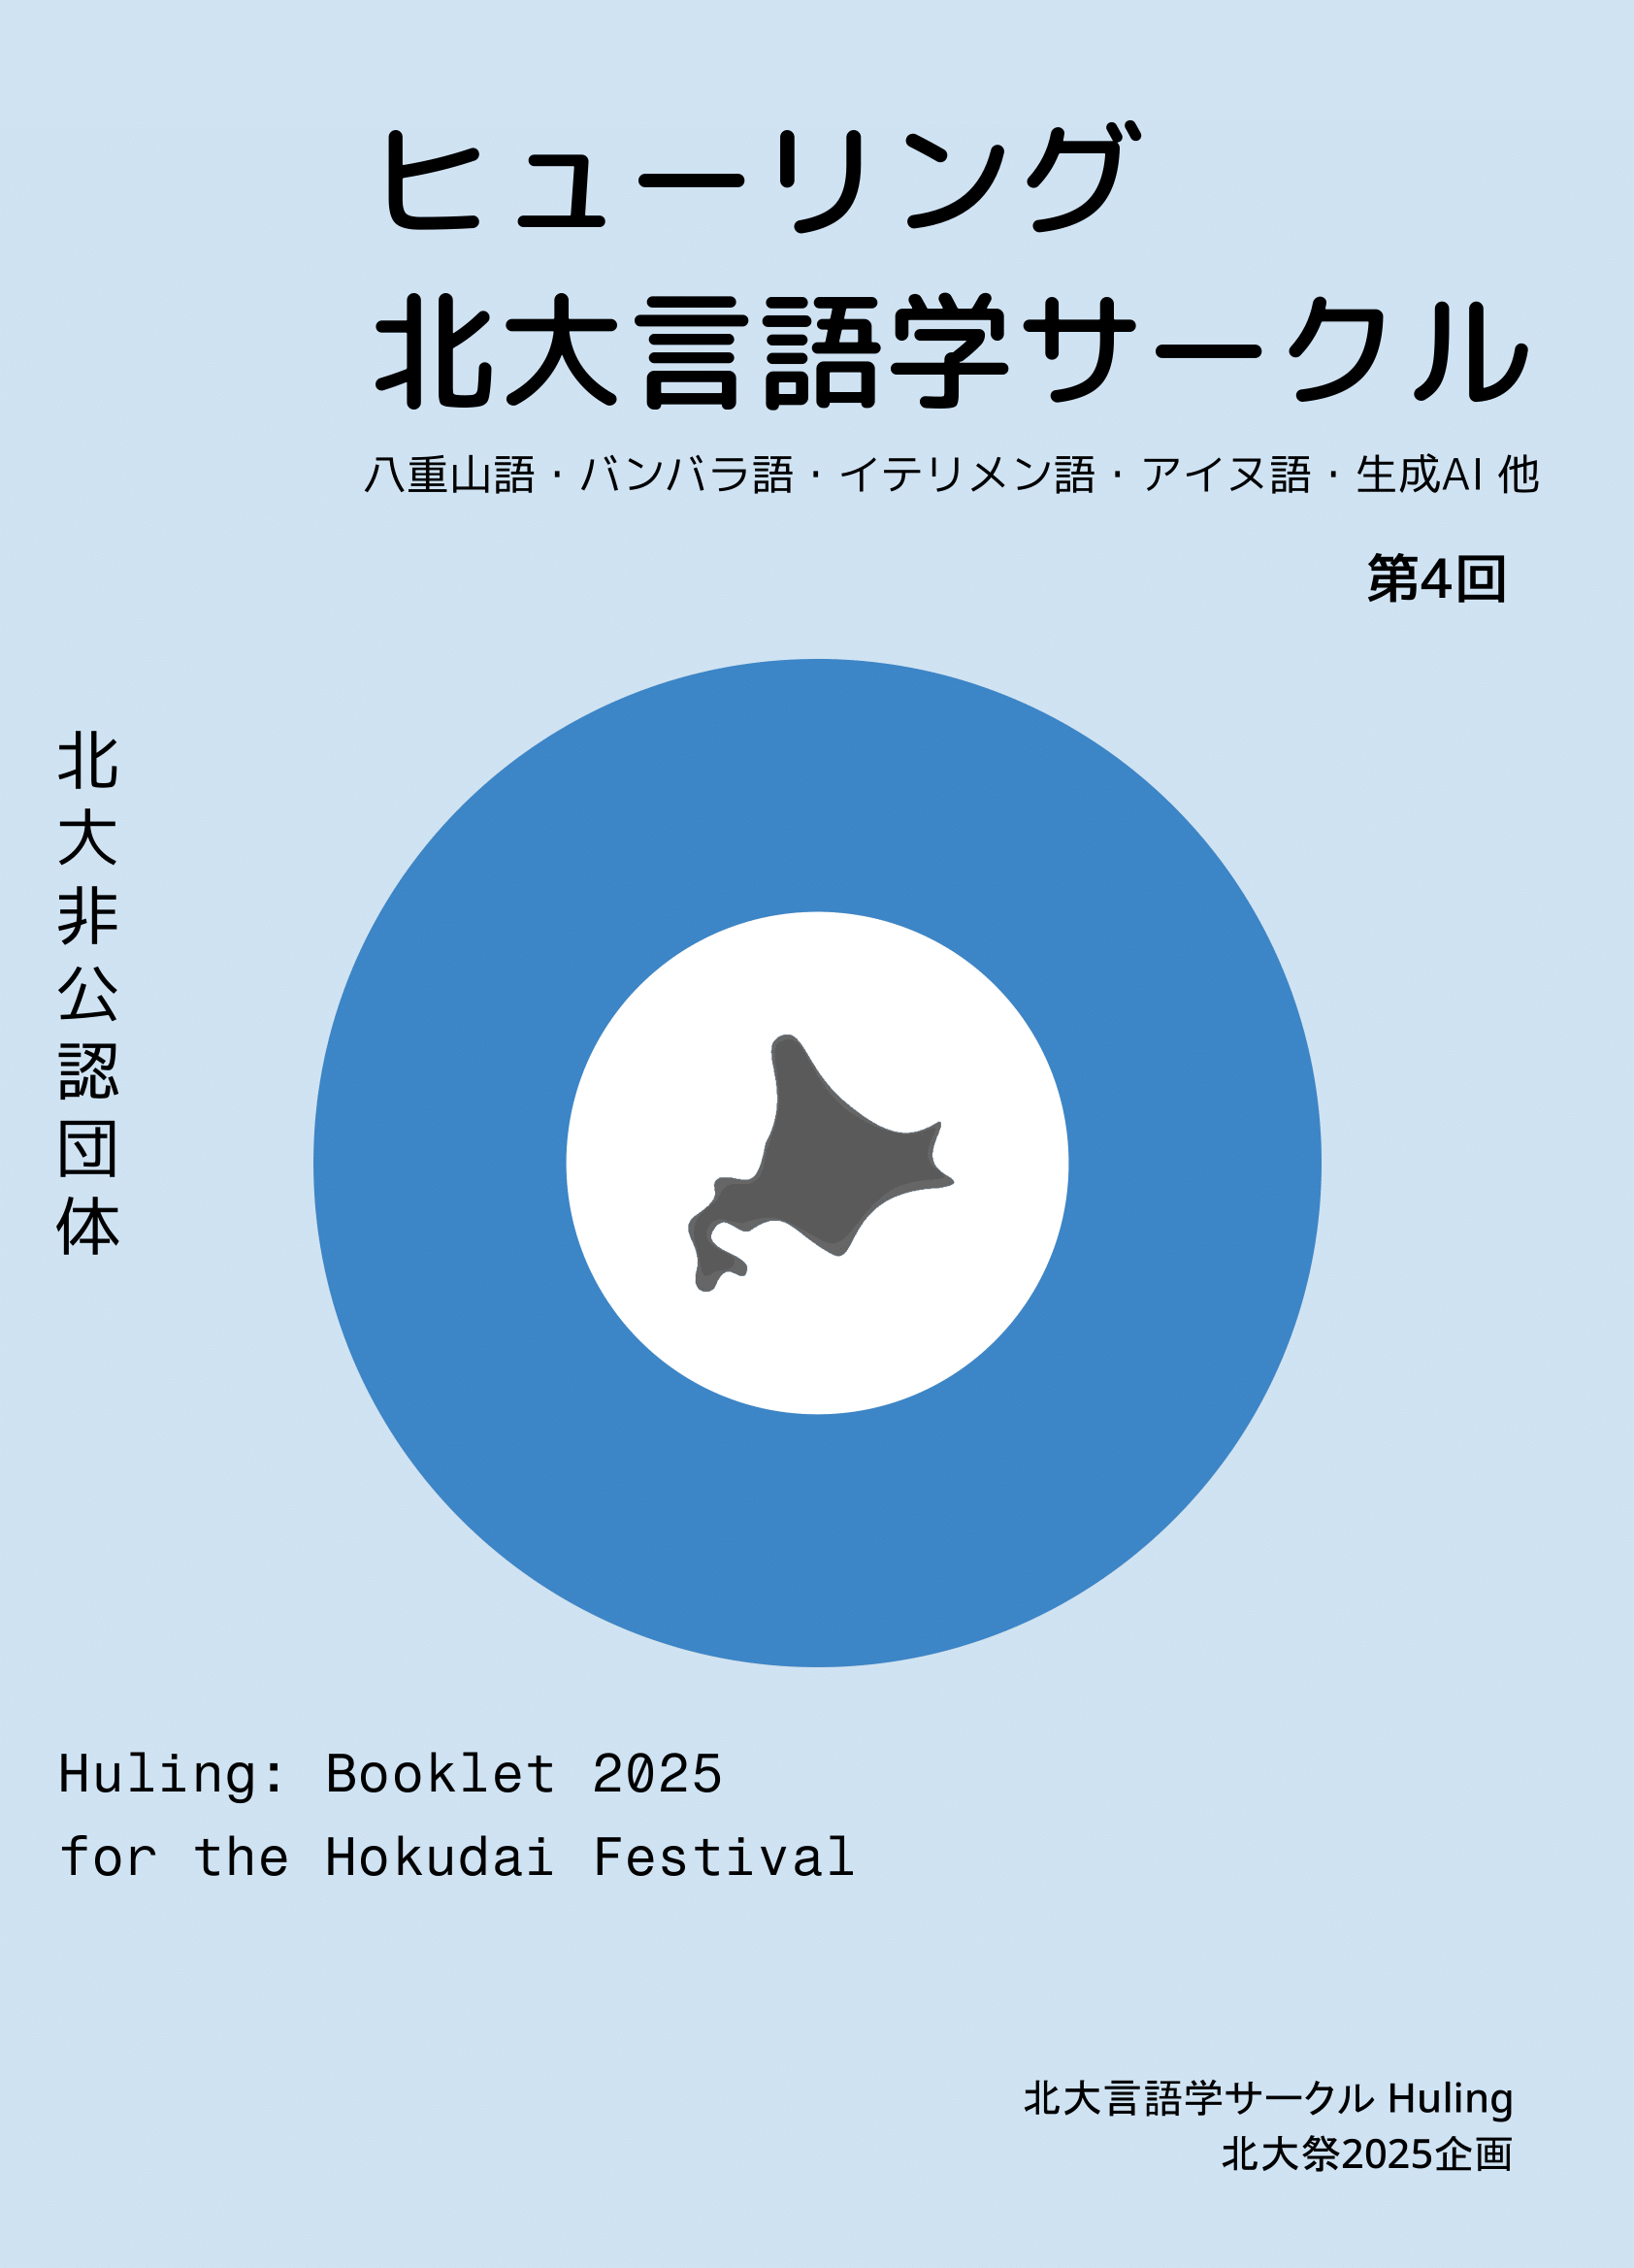 ヒューリング
北大言語学サークル
八重山語・バンバラ語・イテリメン語・アイヌ語・生成AI 他
第4回
北大非公認団体
Huling: Booklet 2025
for the Hokudai Festival
北大言語学サークル Huling
北大祭2025企画